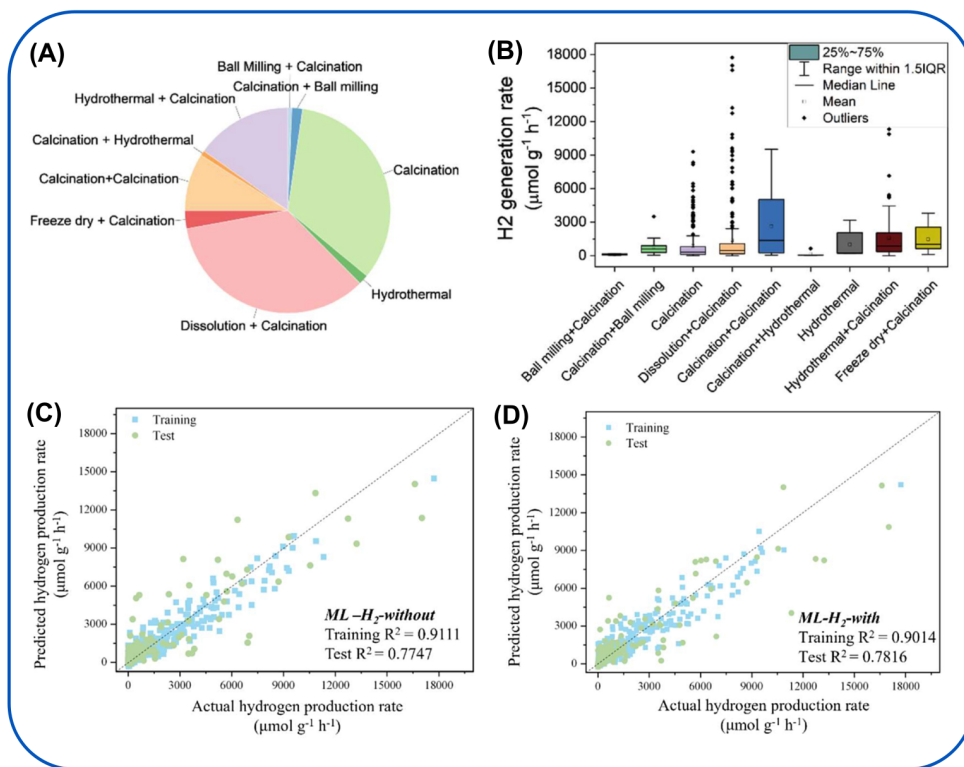 (A)
Ball Milling + Calcination
Calcination + Ball milling
Hydrothermal + Calcination
Calcination + Hydrothermal
Calcination
Calcination+Calcination
Freeze dry + Calcination
Hydrothermal
Dissolution + Calcination
(B)
H2 generation rate
(μmol g⁻¹ h⁻¹)
18000
15000
12000
9000
6000
3000
0
25%~75%
Range within 1.5IQR
Median Line
Mean
Outliers
Ball milling+Calcination
Calcination+Ball milling
Calcination
Dissolution+Calcination
Calcination+Calcination
Calcination+Hydrothermal
Hydrothermal
Hydrothermal+Calcination
Freeze dry+Calcination
(C)
Training
Test
Predicted hydrogen production rate
(μmol g⁻¹ h⁻¹)
18000
15000
12000
9000
6000
3000
0
ML –H₂-without
Training R² = 0.9111
Test R² = 0.7747
0 3000 6000 9000 12000 15000 18000
Actual hydrogen production rate
(μmol g⁻¹ h⁻¹)
(D)
Training
Test
Predicted hydrogen production rate
(μmol g⁻¹ h⁻¹)
18000
15000
12000
9000
6000
3000
0
ML-H₂-with
Training R² = 0.9014
Test R² = 0.7816
0 3000 6000 9000 12000 15000 18000
Actual hydrogen production rate
(μmol g⁻¹ h⁻¹)